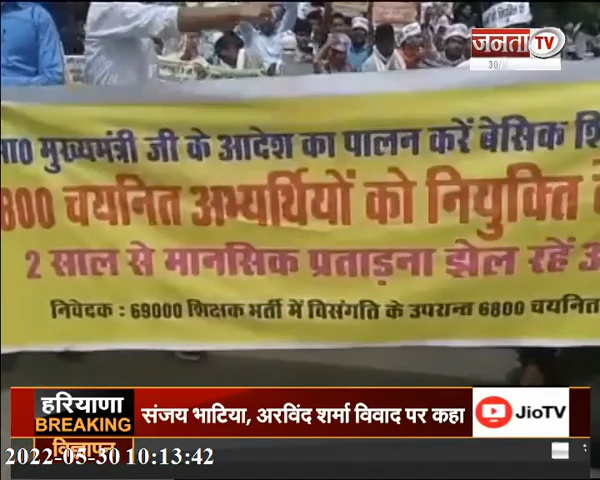 जनता TV
मा0 मुख्यमंत्री जी के आदेश का पालन करें बेसिक
800 चयनित अभ्यर्थियों को नियुक्ति
2 साल से मानसिक प्रताड़ना झेल रहें
निवेदक : 69000 शिक्षक भर्ती में विसंगति के उपरान्त 6800 चयनित
हरियाणा
BREAKING
संजय भाटिया, अरविंद शर्मा विवाद पर कहा
JioTV
विज्ञापन
2022-05-30 10:13:42